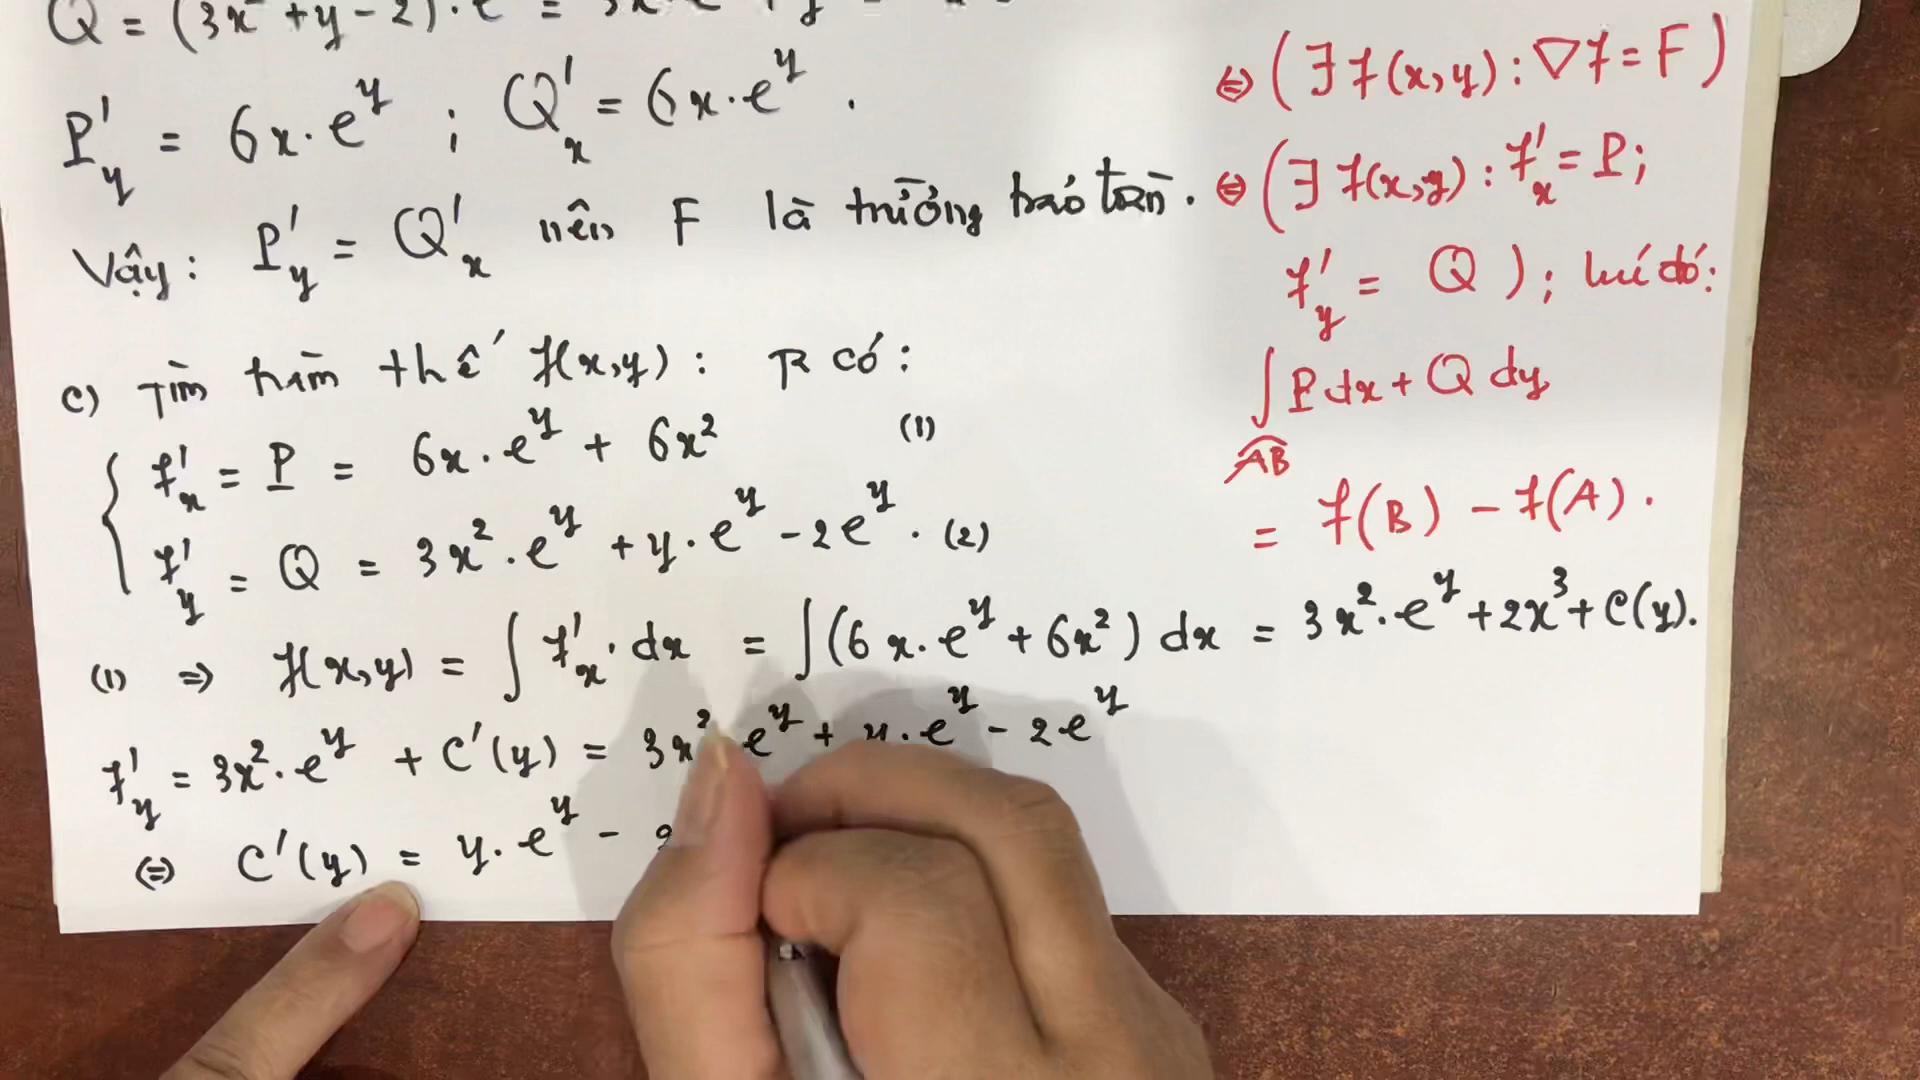 Q = (3x² + y - 2) · e
P'y = 6x · e^y ; Q'x = 6x · e^y .
Vậy : P'y = Q'x nên F là trường bảo toàn .
c) Tìm hàm thế f(x,y) : Ta có :
f'x = P = 6x · e^y + 6x² (1)
f'y = Q = 3x² · e^y + y · e^y - 2e^y . (2)
(1) ⇒ f(x,y) = ∫ f'x · dx = ∫ (6x · e^y + 6x²) dx = 3x² · e^y + 2x³ + C(y).
f'y = 3x² · e^y + C'(y) = 3x² · e^y + y · e^y - 2e^y
⇔ C'(y) = y · e^y - 2
⇔ (∃ f(x,y) : ∇f = F)
⇔ (∃ f(x,y) : f'x = P ;
f'y = Q ) ; khi đó :
∫ P dx + Q dy
AB
= f(B) - f(A) .